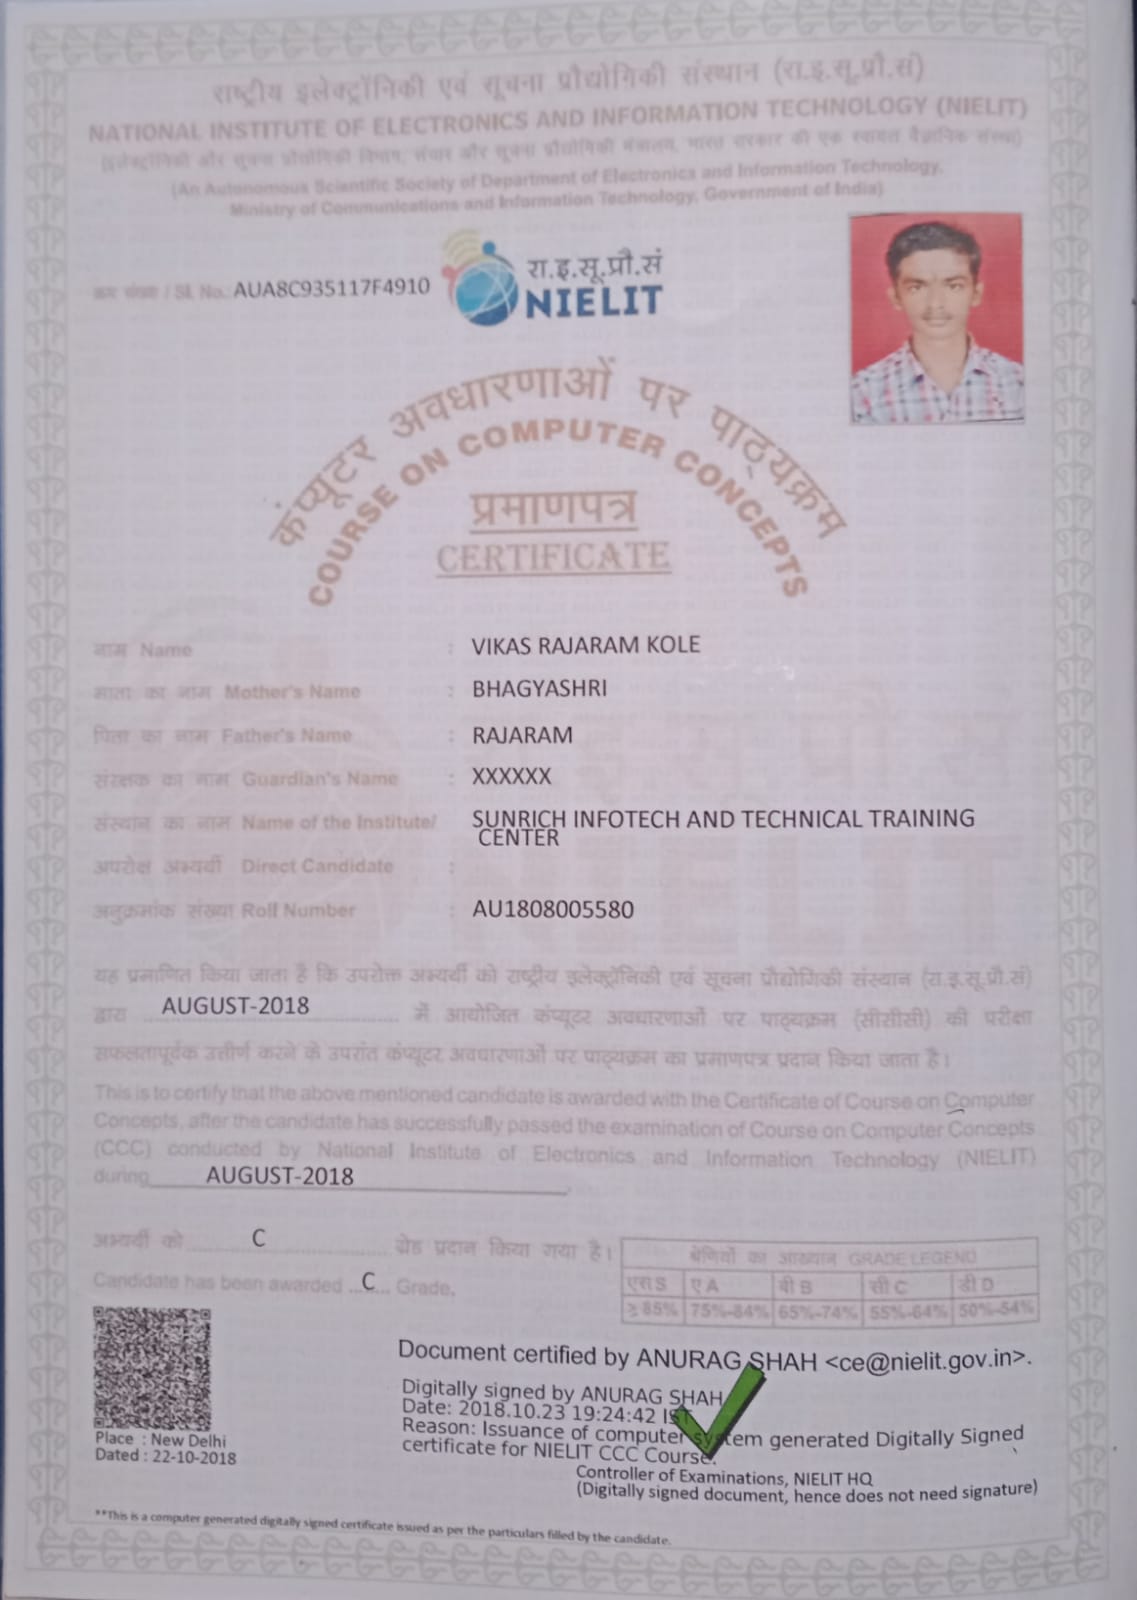 राष्ट्रीय इलेक्ट्रॉनिकी एवं सूचना प्रौद्योगिकी संस्थान (रा.इ.सू.प्रौ.सं)
NATIONAL INSTITUTE OF ELECTRONICS AND INFORMATION TECHNOLOGY (NIELIT)
(इलेक्ट्रॉनिकी और सूचना प्रौद्योगिकी विभाग, संचार और सूचना प्रौद्योगिकी मंत्रालय, भारत सरकार की एक स्वायत्त वैज्ञानिक संस्था)
(An Autonomous Scientific Society of Department of Electronics and Information Technology,
Ministry of Communications and Information Technology, Government of India)
क्रम संख्या / Sl. No.: AUA8C935117F4910
रा.इ.सू.प्रौ.सं
NIELIT
कंप्यूटर अवधारणाओं पर पाठ्यक्रम
COURSE ON COMPUTER CONCEPTS
प्रमाणपत्र
CERTIFICATE
नाम Name : VIKAS RAJARAM KOLE
माता का नाम Mother's Name : BHAGYASHRI
पिता का नाम Father's Name : RAJARAM
संरक्षक का नाम Guardian's Name : XXXXXX
संस्थान का नाम Name of the Institute/ SUNRICH INFOTECH AND TECHNICAL TRAINING
CENTER
अपरोक्ष अभ्यर्थी Direct Candidate :
अनुक्रमांक संख्या Roll Number : AU1808005580
यह प्रमाणित किया जाता है कि उपरोक्त अभ्यर्थी को राष्ट्रीय इलेक्ट्रॉनिकी एवं सूचना प्रौद्योगिकी संस्थान (रा.इ.सू.प्रौ.सं)
द्वारा AUGUST-2018 में आयोजित कंप्यूटर अवधारणाओं पर पाठ्यक्रम (सीसीसी) की परीक्षा
सफलतापूर्वक उत्तीर्ण करने के उपरांत कंप्यूटर अवधारणाओं पर पाठ्यक्रम का प्रमाणपत्र प्रदान किया जाता है।
This is to certify that the above mentioned candidate is awarded with the Certificate of Course on Computer
Concepts, after the candidate has successfully passed the examination of Course on Computer Concepts
(CCC) conducted by National Institute of Electronics and Information Technology (NIELIT)
during AUGUST-2018.
अभ्यर्थी को C ग्रेड प्रदान किया गया है।
Candidate has been awarded ...C... Grade.
श्रेणियों का आख्यान GRADE LEGEND
एस S ए A बी B सी C डी D
≥ 85% 75%-84% 65%-74% 55%-64% 50%-54%
Document certified by ANURAG SHAH <ce@nielit.gov.in>.
Digitally signed by ANURAG SHAH
Date: 2018.10.23 19:24:42 IST
Reason: Issuance of computer system generated Digitally Signed
certificate for NIELIT CCC Course.
Controller of Examinations, NIELIT HQ
(Digitally signed document, hence does not need signature)
Place : New Delhi
Dated : 22-10-2018
**This is a computer generated digitally signed certificate issued as per the particulars filled by the candidate.